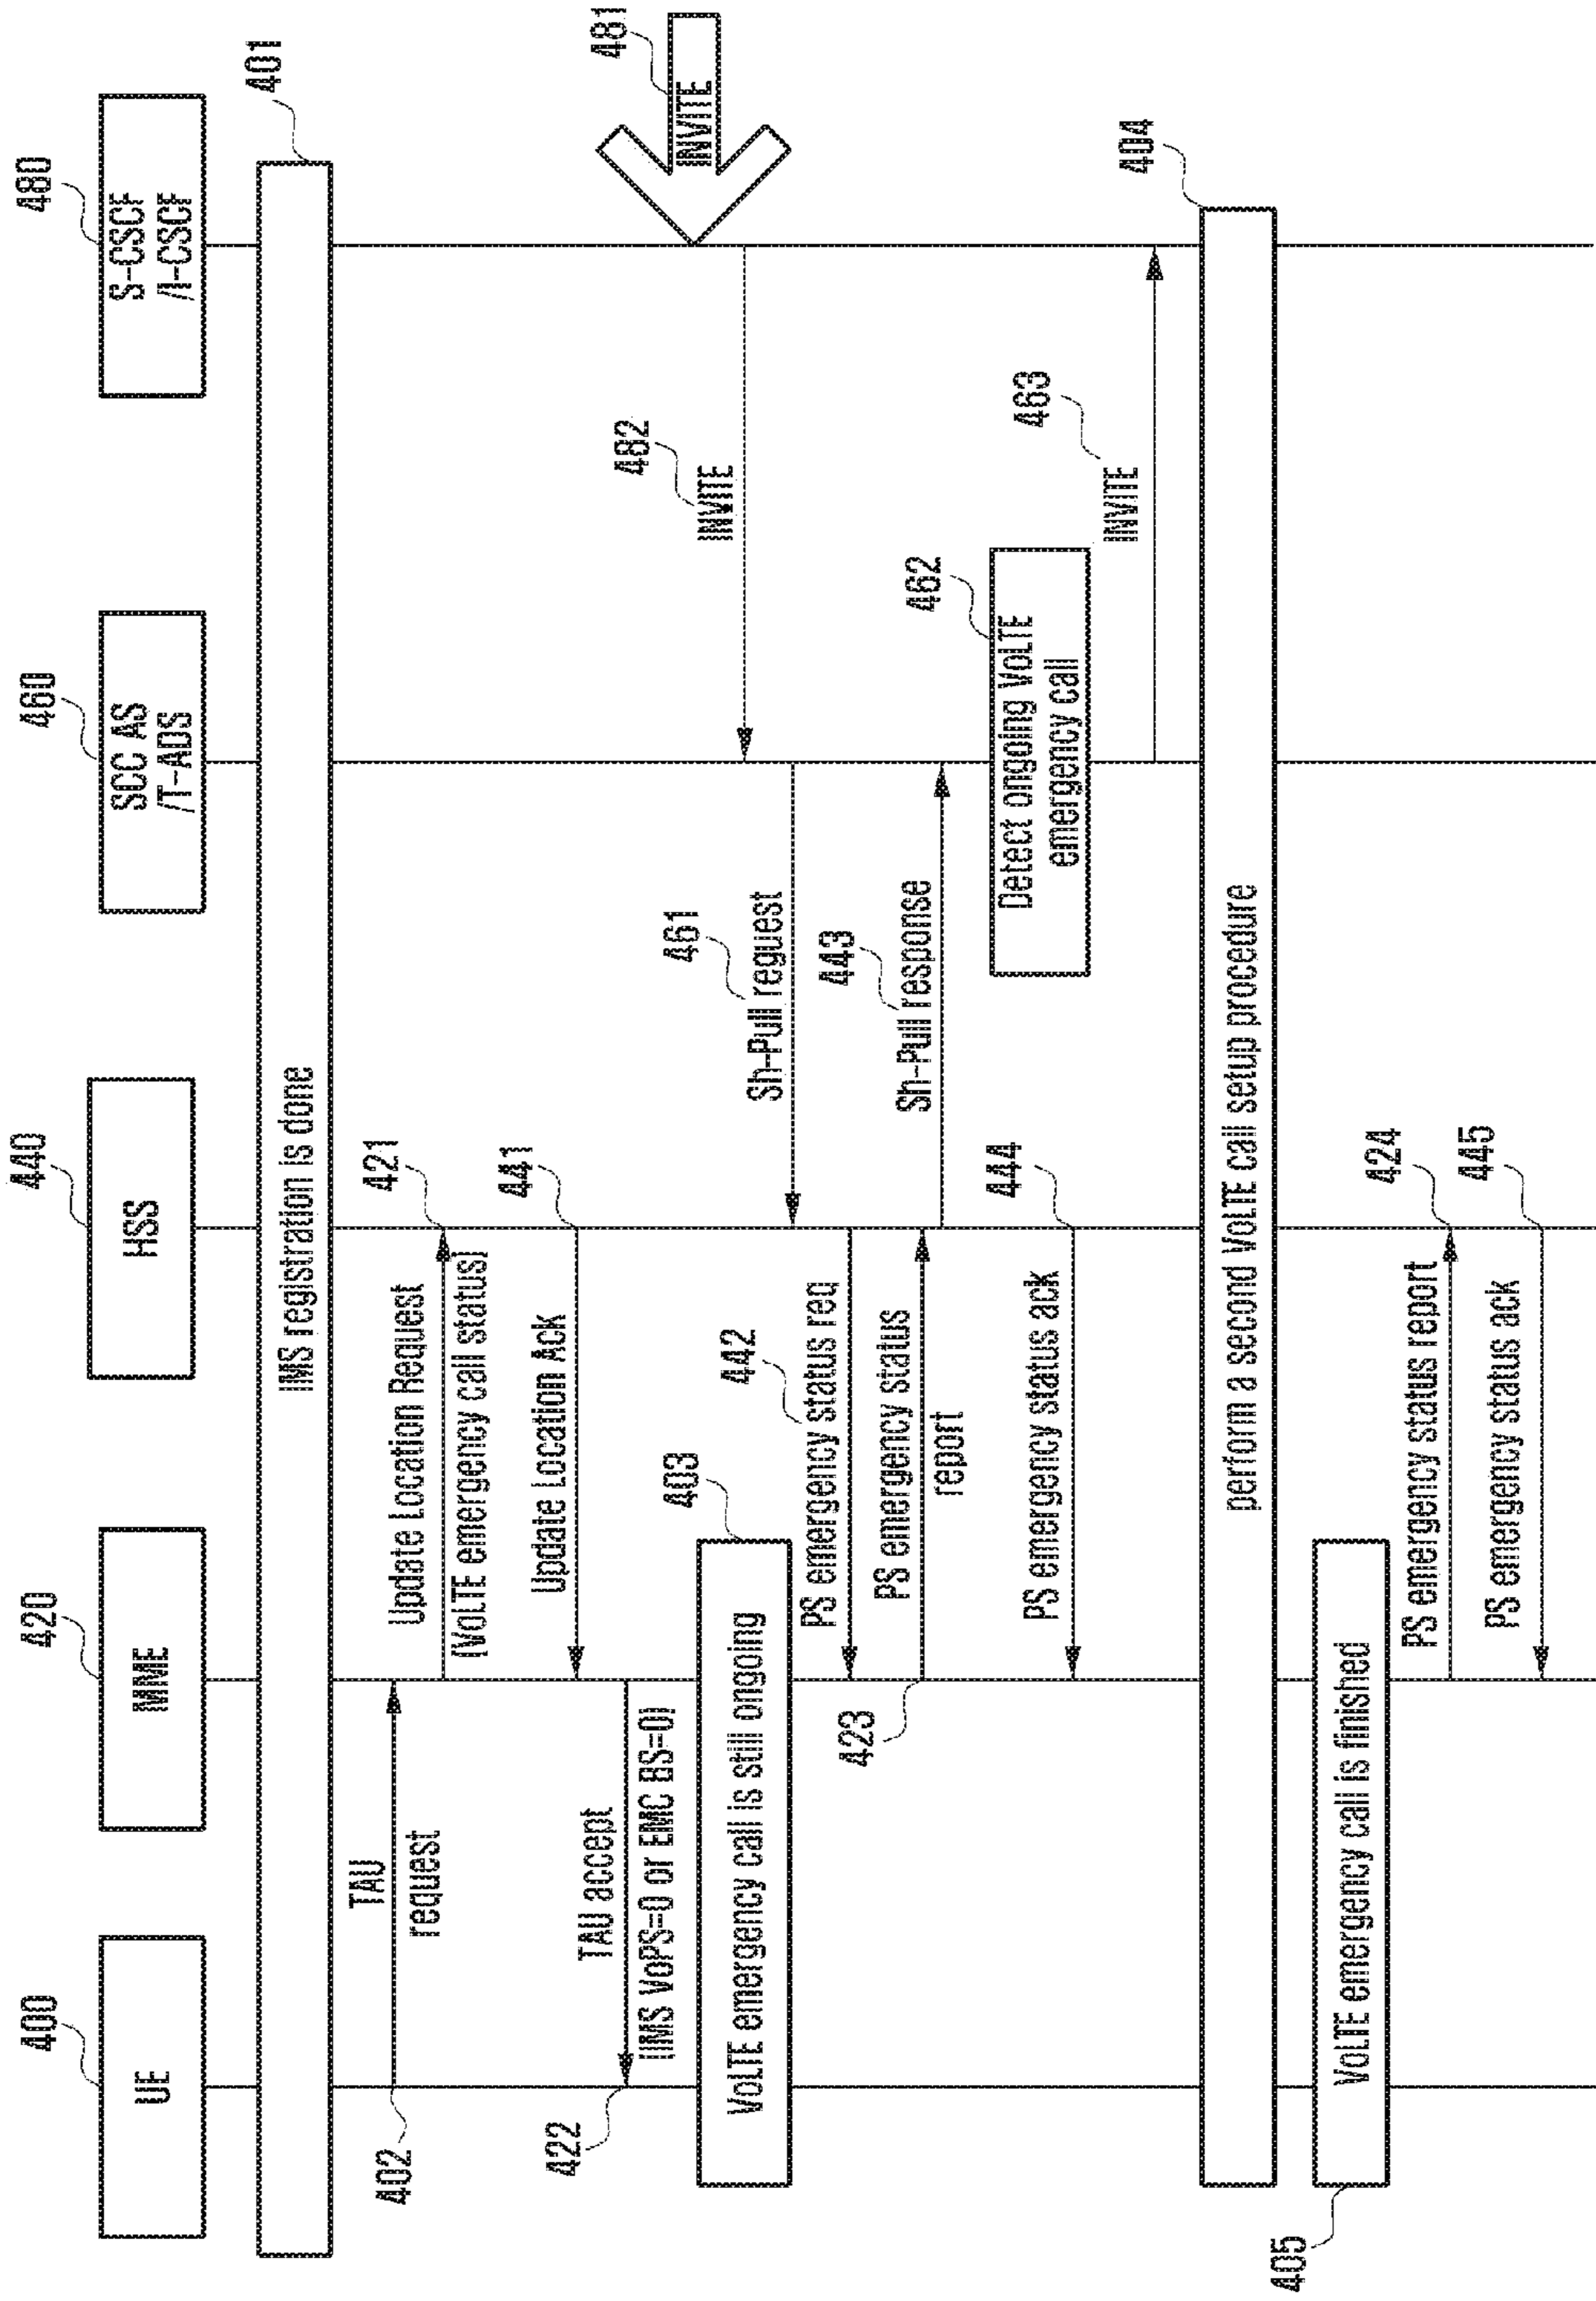 400
UE
420
MME
440
HSS
460
SCC AS
/T-ADS
480
S-CSCF
/I-CSCF
IMS registration is done
401
402
TAU
request
Update Location Request
(VoLTE emergency call status)
421
Update Location Ack
441
422
TAU accept
(IMS VoPS=0 or EMC BS=0)
INVITE
481
VoLTE emergency call is still ongoing
403
INVITE
482
Sh-Pull request
461
PS emergency status req
442
423
PS emergency status
report
Sh-Pull response
443
Detect ongoing VoLTE
emergency call
462
PS emergency status ack
444
INVITE
463
perform a second VoLTE call setup procedure
404
405
VoLTE emergency call is finished
PS emergency status report
424
PS emergency status ack
445